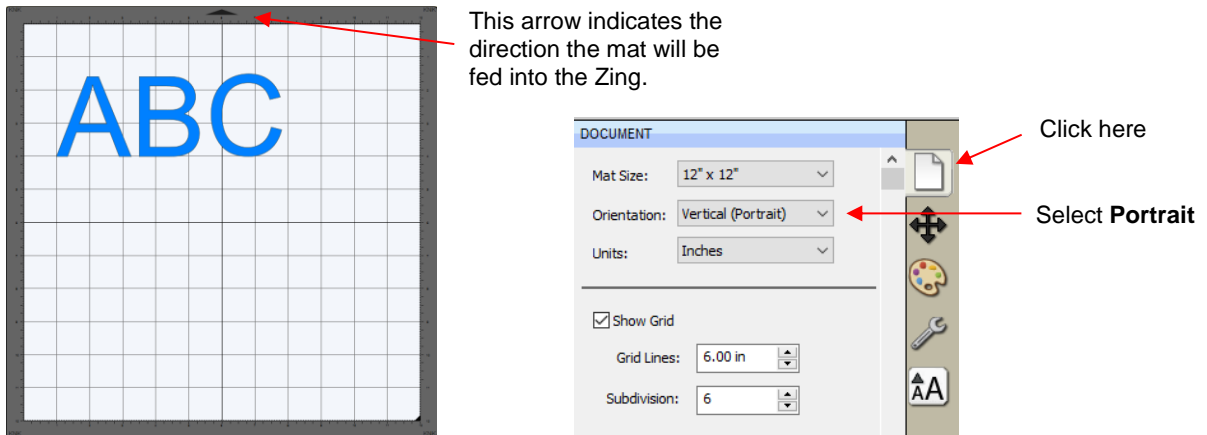 This arrow indicates the
direction the mat will be
fed into the Zing.
ABC
DOCUMENT
Click here
Mat Size: 12" x 12"
Orientation: Vertical (Portrait)
Select Portrait
Units: Inches
Show Grid
Grid Lines: 6.00 in
Subdivision: 6
AA